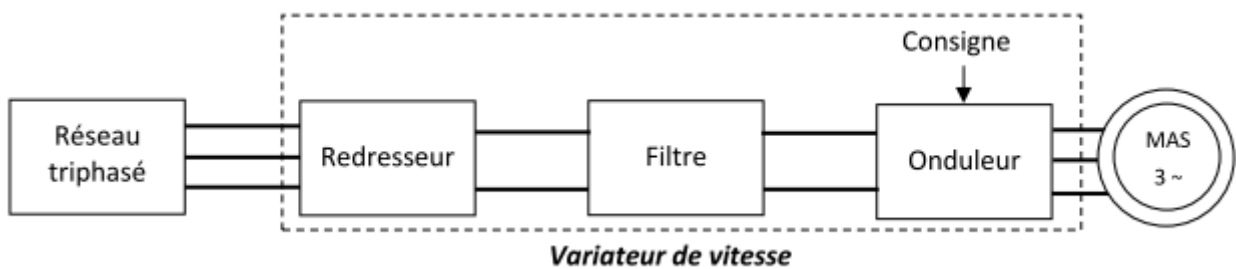 Consigne
Réseau
triphasé
Redresseur
Filtre
Onduleur
MAS
3 ~
Variateur de vitesse